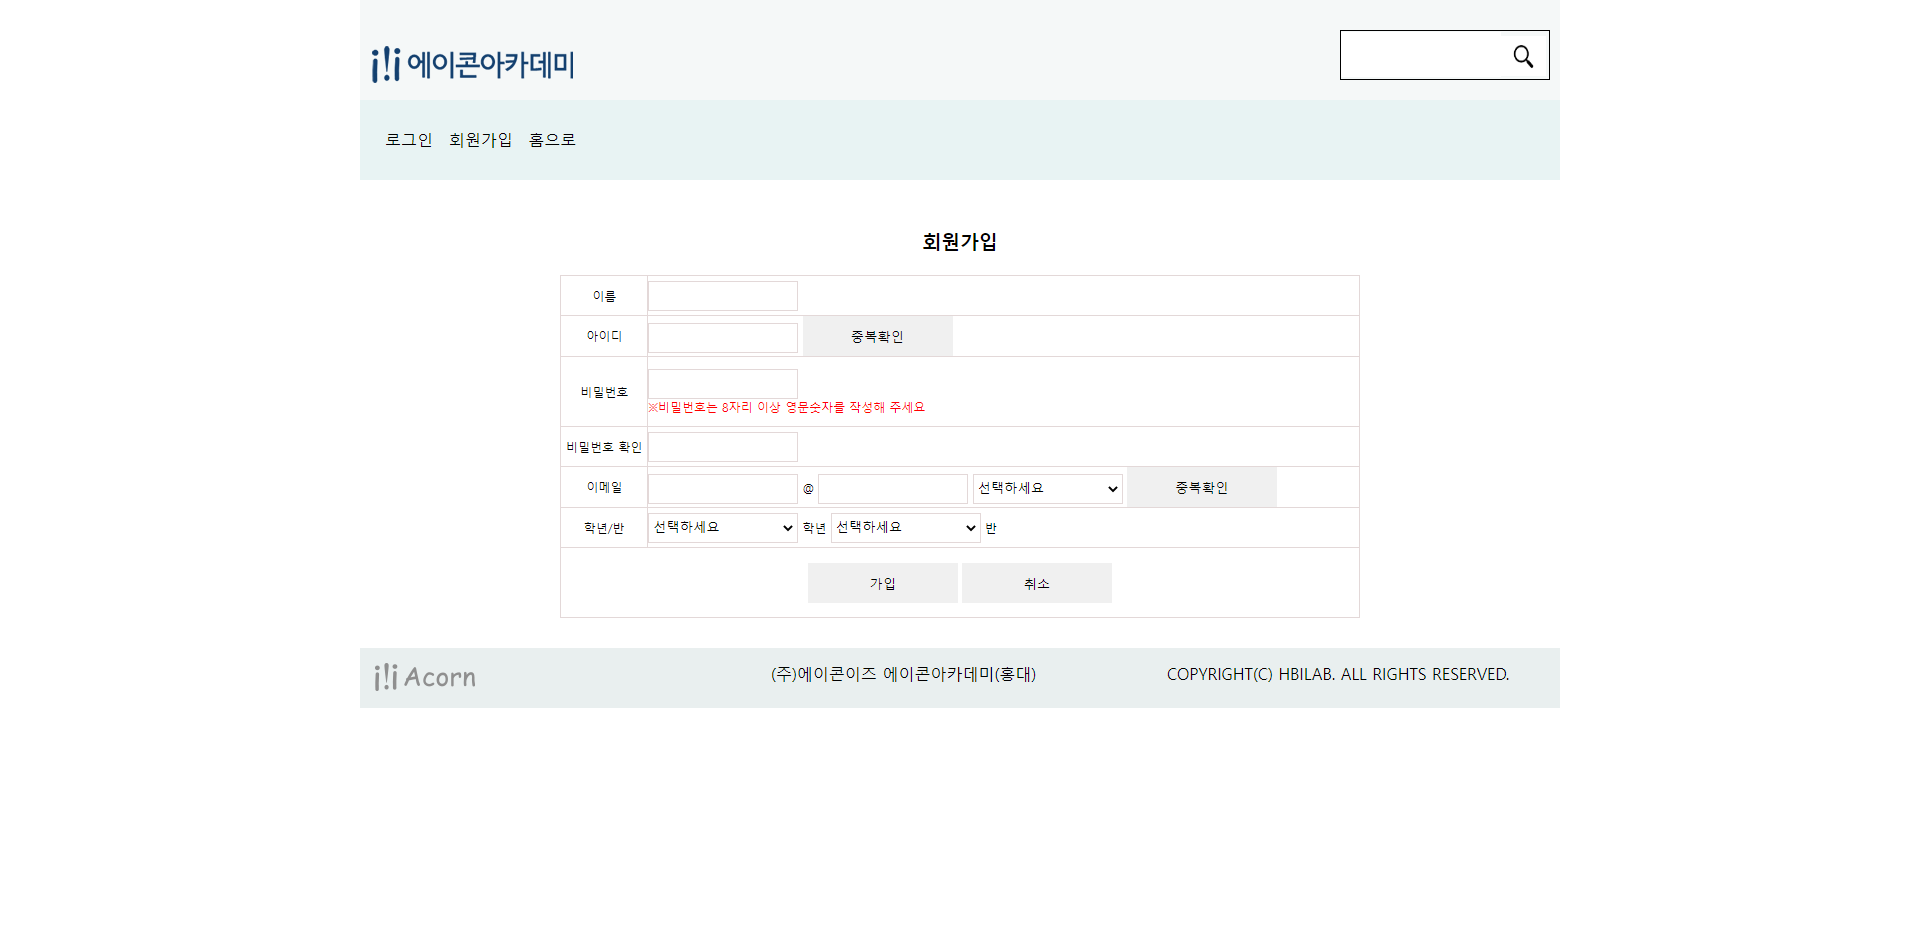 에이콘아카데미
로그인 회원가입 홈으로
회원가입
이름
아이디 중복확인
비밀번호
※비밀번호는 8자리 이상 영문숫자를 작성해 주세요
비밀번호 확인
이메일 @ 선택하세요 중복확인
학년/반 선택하세요 학년 선택하세요 반
가입 취소
Acorn (주)에이콘이즈 에이콘아카데미(홍대) COPYRIGHT(C) HBILAB. ALL RIGHTS RESERVED.